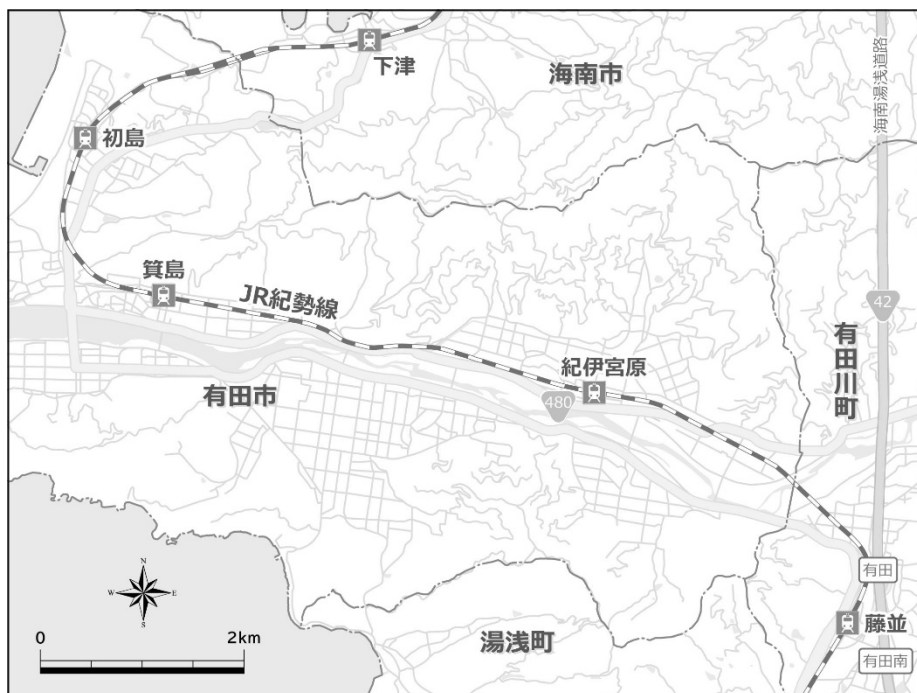 下津
海南市
海南湯浅道路
初島
箕島
JR紀勢線
42
有田川町
紀伊宮原
480
有田市
有田
藤並
有田南
湯浅町
N
W
E
S
0
2km